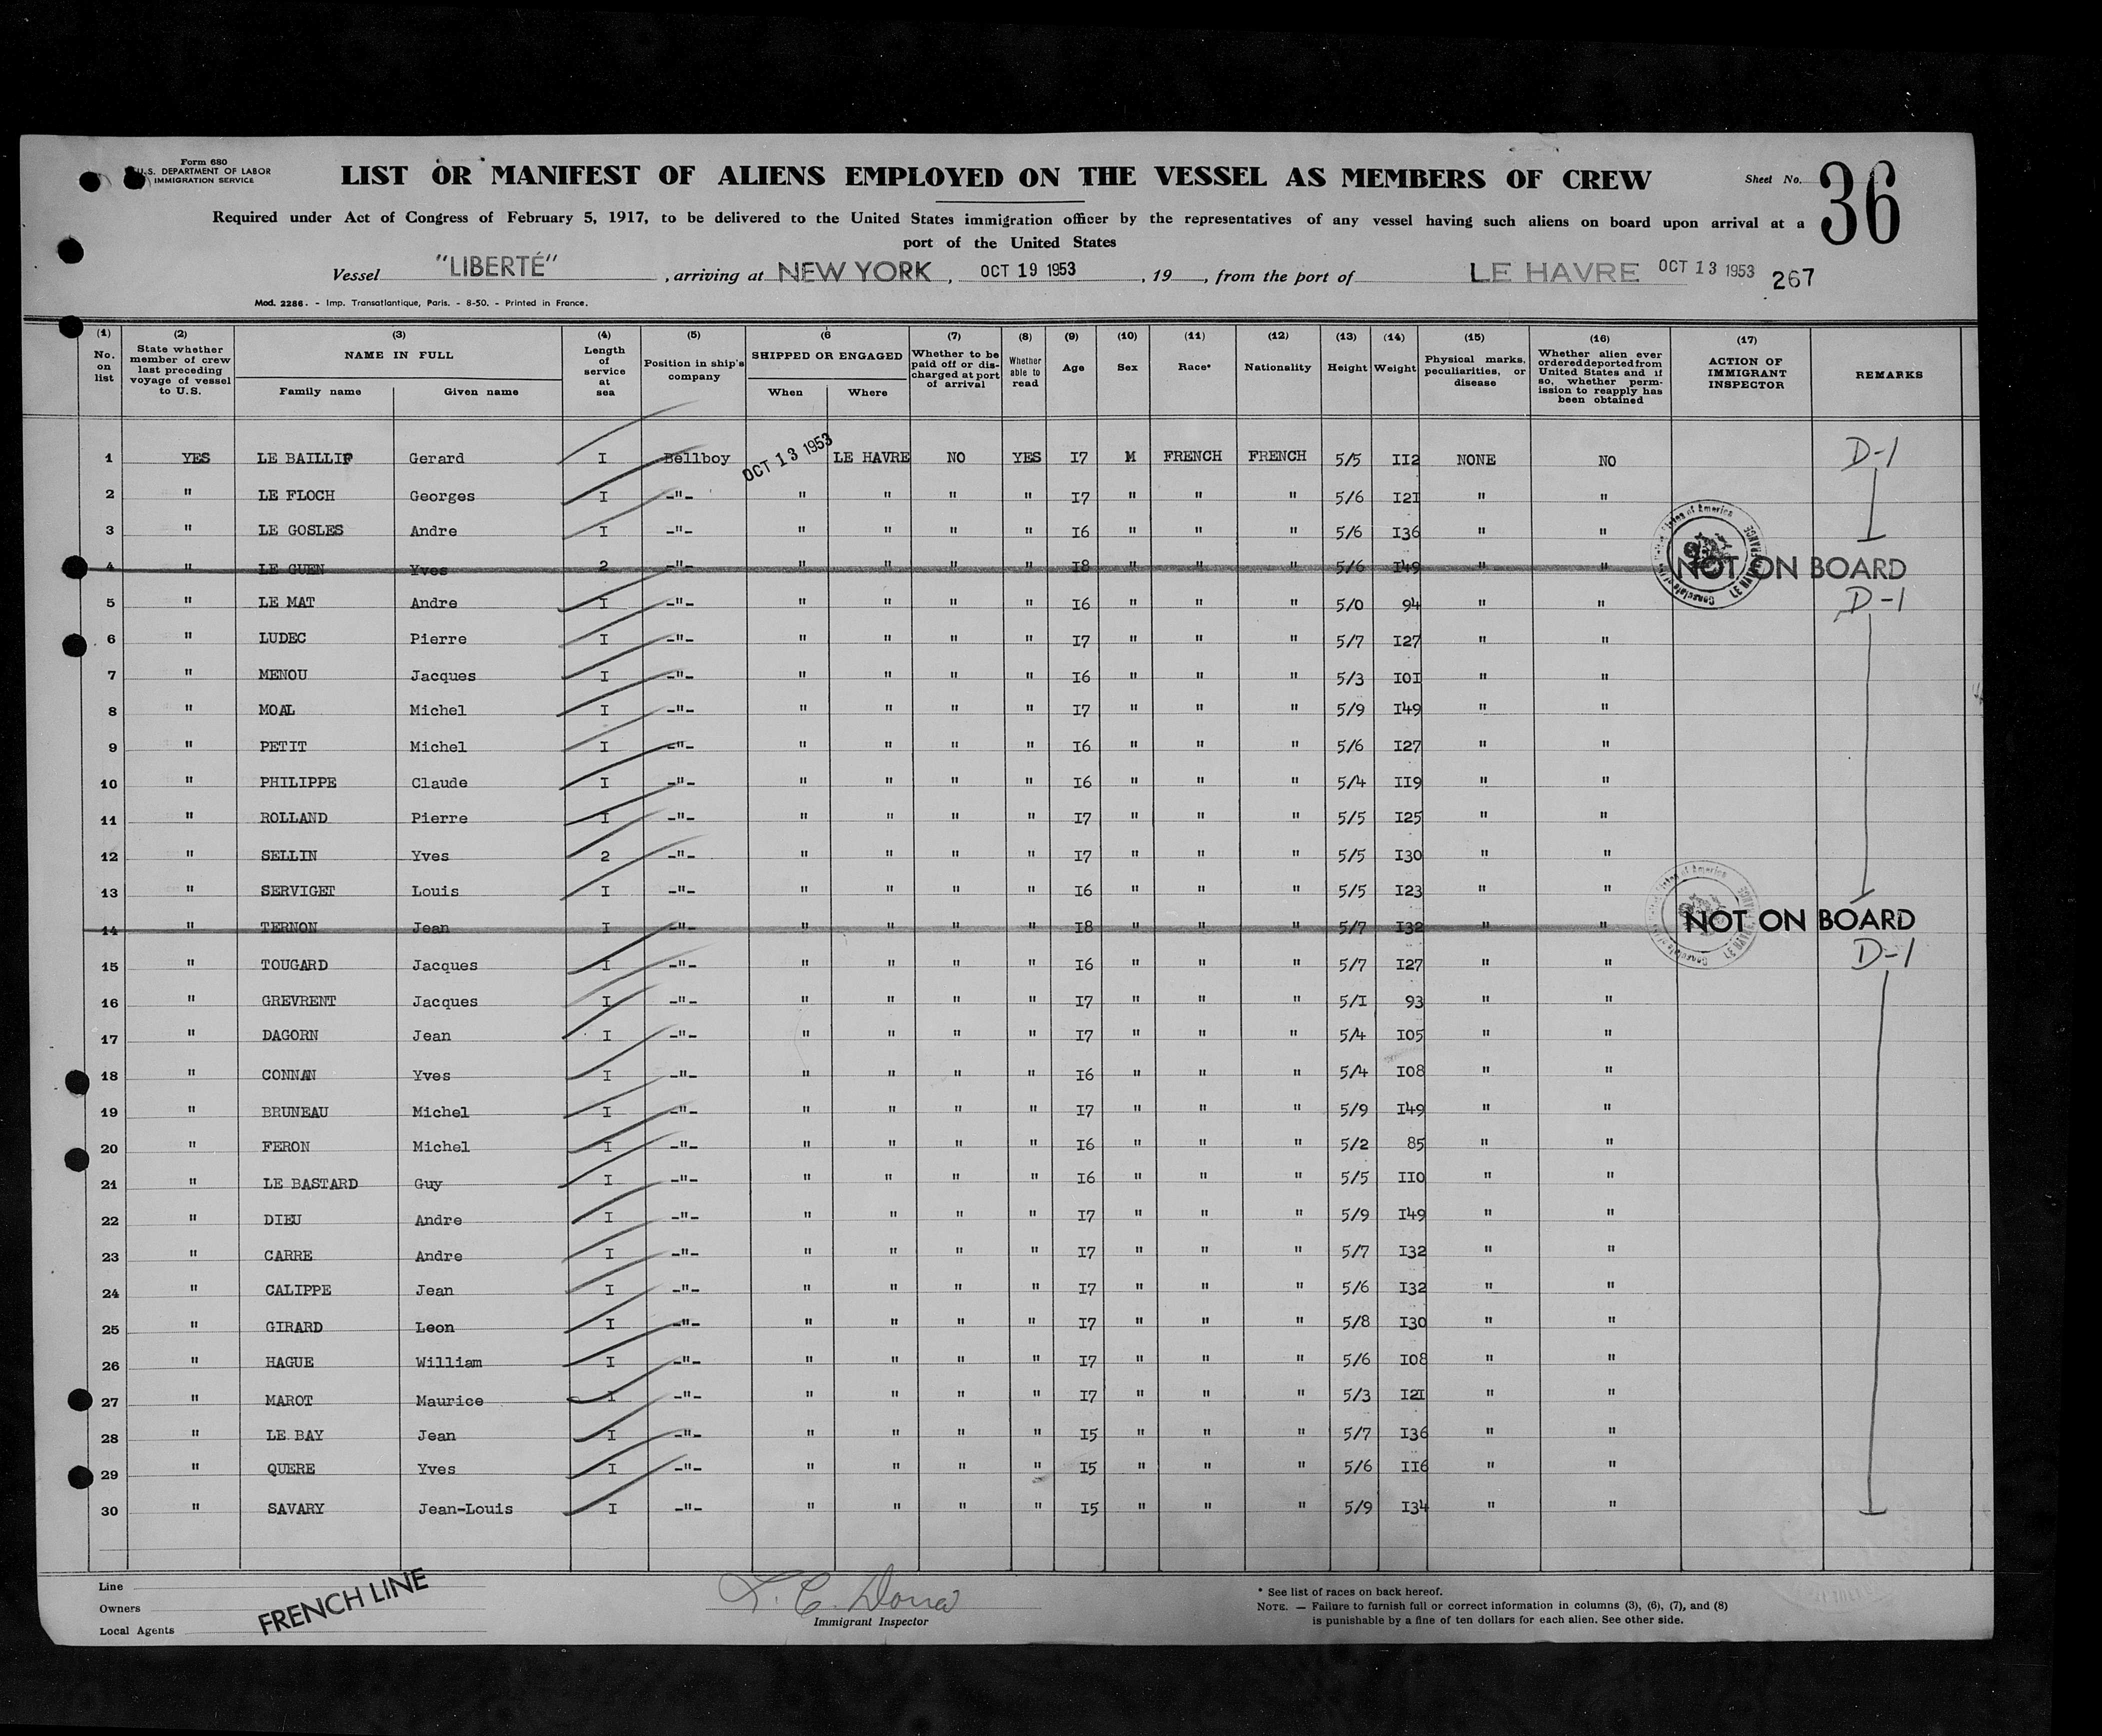 Form 680
U.S. DEPARTMENT OF LABOR
IMMIGRATION SERVICE
LIST OR MANIFEST OF ALIENS EMPLOYED ON THE VESSEL AS MEMBERS OF CREW
Sheet No. 36
Required under Act of Congress of February 5, 1917, to be delivered to the United States immigration officer by the representatives of any vessel having such aliens on board upon arrival at a
port of the United States
Vessel "LIBERTÉ", arriving at NEW YORK, OCT 19 1953, 19, from the port of LE HAVRE OCT 13 1953 267
Mod. 2286. - Imp. Transatlantique, Paris. - 8-50. - Printed in France.
(1) (2) (3) (4) (5) (6 (7) (8) (9) (10) (11) (12) (13) (14) (15) (16) (17)
No. on list
State whether member of crew last preceding voyage of vessel to U.S.
NAME IN FULL
Family name Given name
Length of service at sea
Position in ship's company
SHIPPED OR ENGAGED
When Where
Whether to be paid off or discharged at port of arrival
Whether able to read
Age
Sex
Race*
Nationality
Height
Weight
Physical marks, peculiarities, or disease
Whether alien ever ordered deported from United States and if so, whether permission to reapply has been obtained
ACTION OF IMMIGRANT INSPECTOR
REMARKS
1 YES LE BAILLIF Gerard I Bellboy OCT 13 1953 LE HAVRE NO YES I7 M FRENCH FRENCH 5/5 II2 NONE NO D-1
2 " LE FLOCH Georges I -"- " " " " I7 " " " 5/6 I2I " "
3 " LE GOSLES Andre I -"- " " " " I6 " " " 5/6 I36 " "
4 " LE GUEN Yves 2 -"- " " " " I8 " " " 5/6 I49 " " NOT ON BOARD
5 " LE MAT Andre I -"- " " " " I6 " " " 5/0 94 " " D-1
6 " LUDEC Pierre I -"- " " " " I7 " " " 5/7 I27 " "
7 " MENOU Jacques I -"- " " " " I6 " " " 5/3 IOI " "
8 " MOAL Michel I -"- " " " " I7 " " " 5/9 I49 " "
9 " PETIT Michel I -"- " " " " I6 " " " 5/6 I27 " "
10 " PHILIPPE Claude I -"- " " " " I6 " " " 5/4 II9 " "
11 " ROLLAND Pierre I -"- " " " " I7 " " " 5/5 I25 " "
12 " SELLIN Yves 2 -"- " " " " I7 " " " 5/5 I30 " "
13 " SERVIGET Louis I -"- " " " " I6 " " " 5/5 I23 " "
14 " TERNON Jean I -"- " " " " I8 " " " 5/7 I32 " " NOT ON BOARD
15 " TOUGARD Jacques I -"- " " " " I6 " " " 5/7 I27 " " D-1
16 " GREVRENT Jacques I -"- " " " " I7 " " " 5/I 93 " "
17 " DAGORN Jean I -"- " " " " I7 " " " 5/4 I05 " "
18 " CONNAN Yves I -"- " " " " I6 " " " 5/4 I08 " "
19 " BRUNEAU Michel I -"- " " " " I7 " " " 5/9 I49 " "
20 " FERON Michel I -"- " " " " I6 " " " 5/2 85 " "
21 " LE BASTARD Guy I -"- " " " " I6 " " " 5/5 II0 " "
22 " DIEU Andre I -"- " " " " I7 " " " 5/9 I49 " "
23 " CARRE Andre I -"- " " " " I7 " " " 5/7 I32 " "
24 " CALIPPE Jean I -"- " " " " I7 " " " 5/6 I32 " "
25 " GIRARD Leon I -"- " " " " I7 " " " 5/8 I30 " "
26 " HAGUE William I -"- " " " " I7 " " " 5/6 I08 " "
27 " MAROT Maurice I -"- " " " " I7 " " " 5/3 I2I " "
28 " LE BAY Jean I -"- " " " " I5 " " " 5/7 I36 " "
29 " QUERE Yves I -"- " " " " I5 " " " 5/6 II6 " "
30 " SAVARY Jean-Louis I -"- " " " " I5 " " " 5/9 I34 " "
Line
Owners
Local Agents
FRENCH LINE
Immigrant Inspector
* See list of races on back hereof.
NOTE. — Failure to furnish full or correct information in columns (3), (6), (7), and (8)
is punishable by a fine of ten dollars for each alien. See other side.